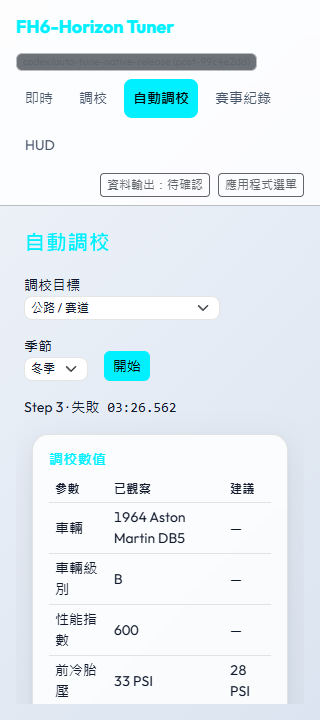 FH6-Horizon Tuner
即時
調校
自動調校
賽事紀錄
HUD
資料輸出：待確認
應用程式選單
自動調校
調校目標
公路 / 賽道
季節
冬季
開始
Step 3 · 失敗 03:26.562
調校數值
參數 已觀察 建議
車輛 1964 Aston Martin DB5 —
車輛級別 B —
性能指數 600 —
前冷胎壓 33 PSI 28 PSI